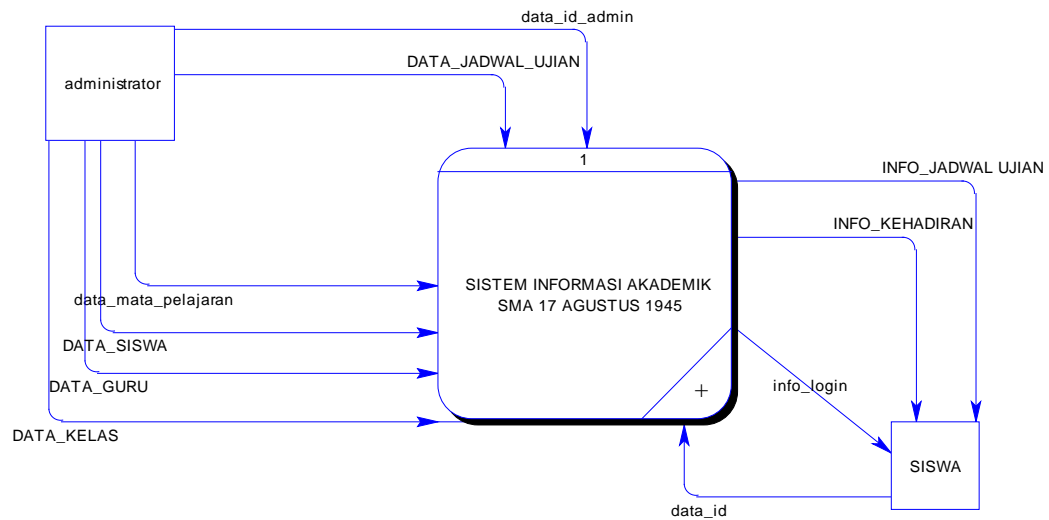 data_id_admin
DATA_JADWAL_UJIAN
administrator
1
INFO_JADWAL UJIAN
INFO_KEHADIRAN
SISTEM INFORMASI AKADEMIK
SMA 17 AGUSTUS 1945
data_mata_pelajaran
DATA_SISWA
DATA_GURU
info_login
+
DATA_KELAS
SISWA
data_id